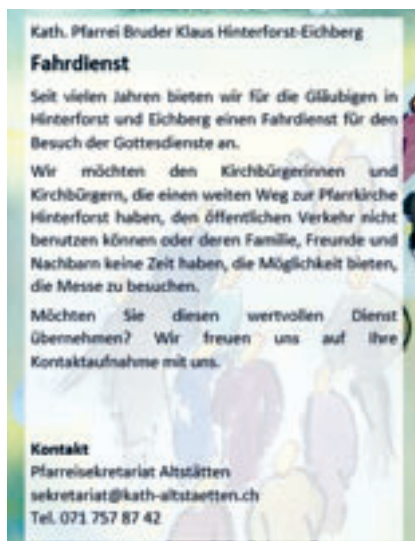 Kath. Pfarrei Bruder Klaus Hinterforst-Eichberg
Fahrdienst
Seit vielen Jahren bieten wir für die Gläubigen in
Hinterforst und Eichberg einen Fahrdienst für den
Besuch der Gottesdienste an.
Wir möchten den Kirchbürgerinnen und
Kirchbürgern, die einen weiten Weg zur Pfarrkirche
Hinterforst haben, den öffentlichen Verkehr nicht
benutzen können oder deren Familie, Freunde und
Nachbarn keine Zeit haben, die Möglichkeit bieten,
die Messe zu besuchen.
Möchten Sie diesen wertvollen Dienst
übernehmen? Wir freuen uns auf Ihre
Kontaktaufnahme mit uns.
Kontakt
Pfarreisekretariat Altstätten
sekretariat@kath-altstaetten.ch
Tel. 071 757 87 42